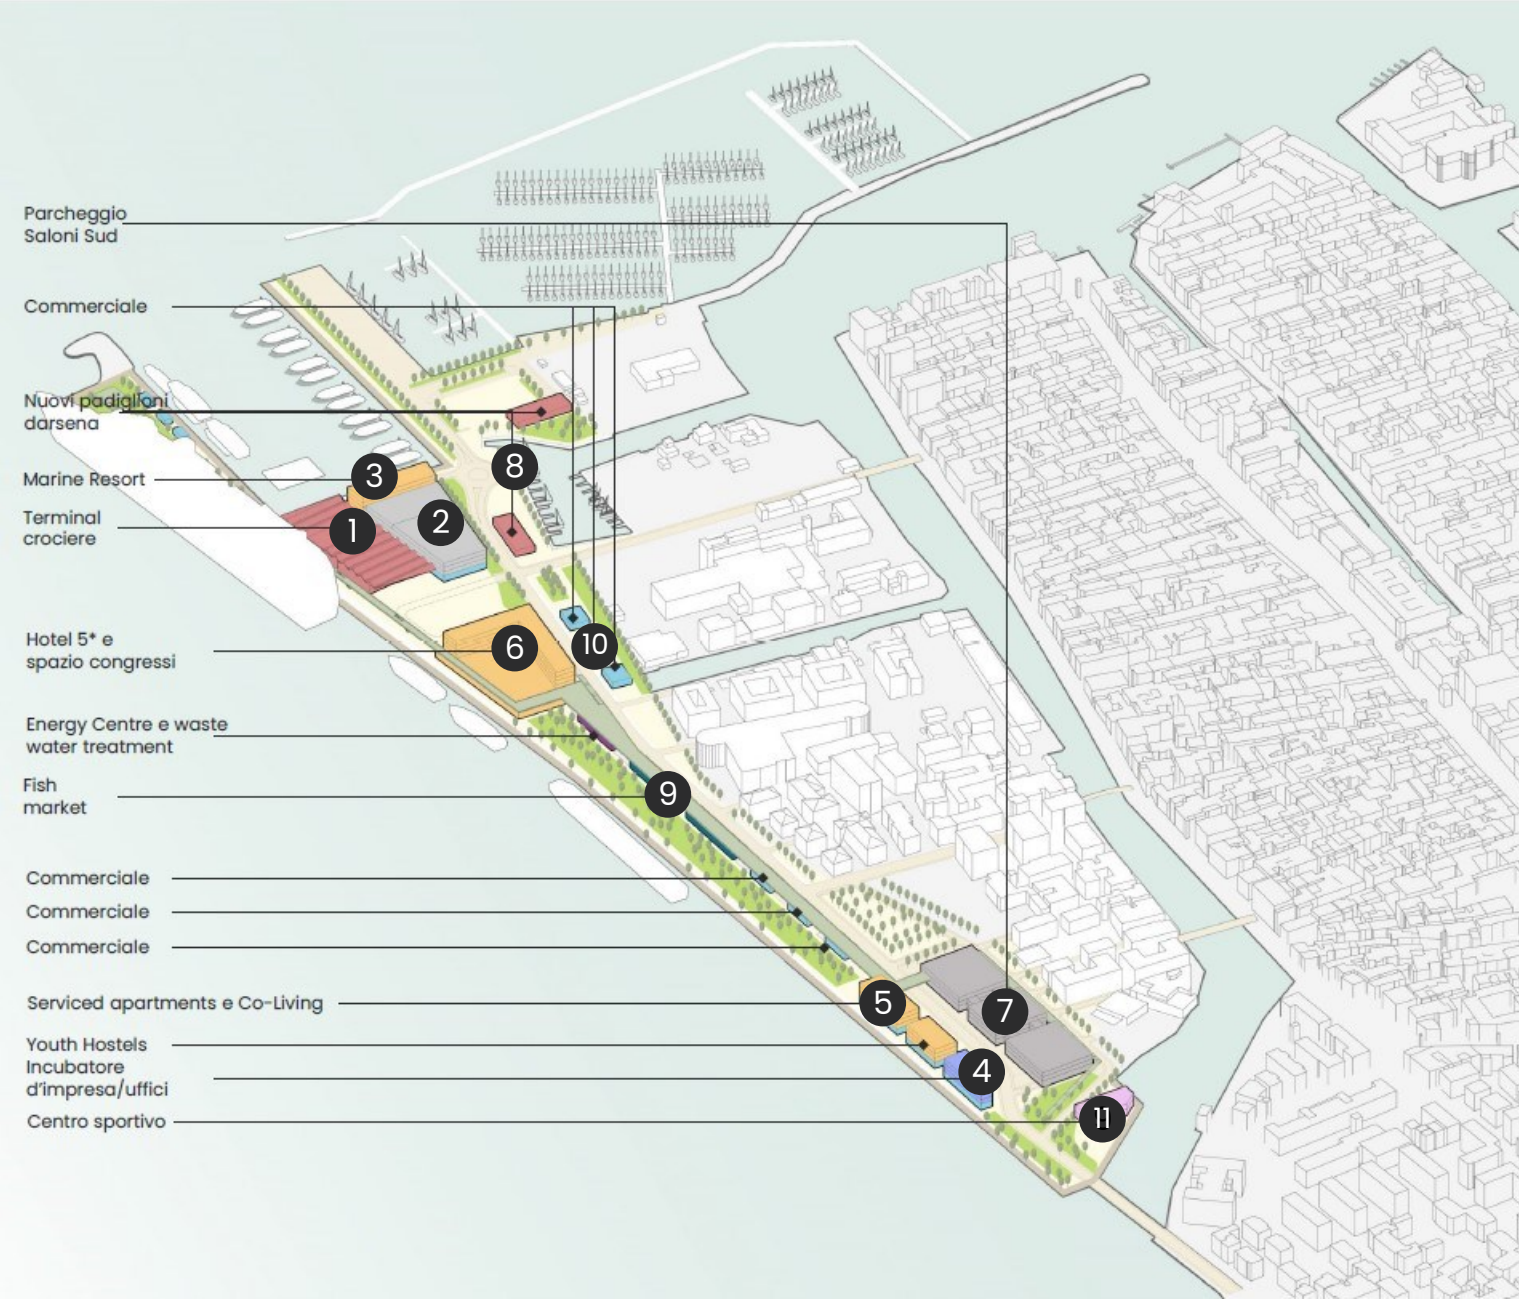 Parcheggio
Saloni Sud
Commerciale
Nuovi padiglioni
darsena
8
Marine Resort
3
Terminal
crociere
1
2
Hotel 5* e
spazio congressi
6
10
Energy Centre e waste
water treatment
Fish
market
9
Commerciale
Commerciale
Commerciale
Serviced apartments e Co-Living
5
7
Youth Hostels
Incubatore
d'impresa/uffici
4
Centro sportivo
11